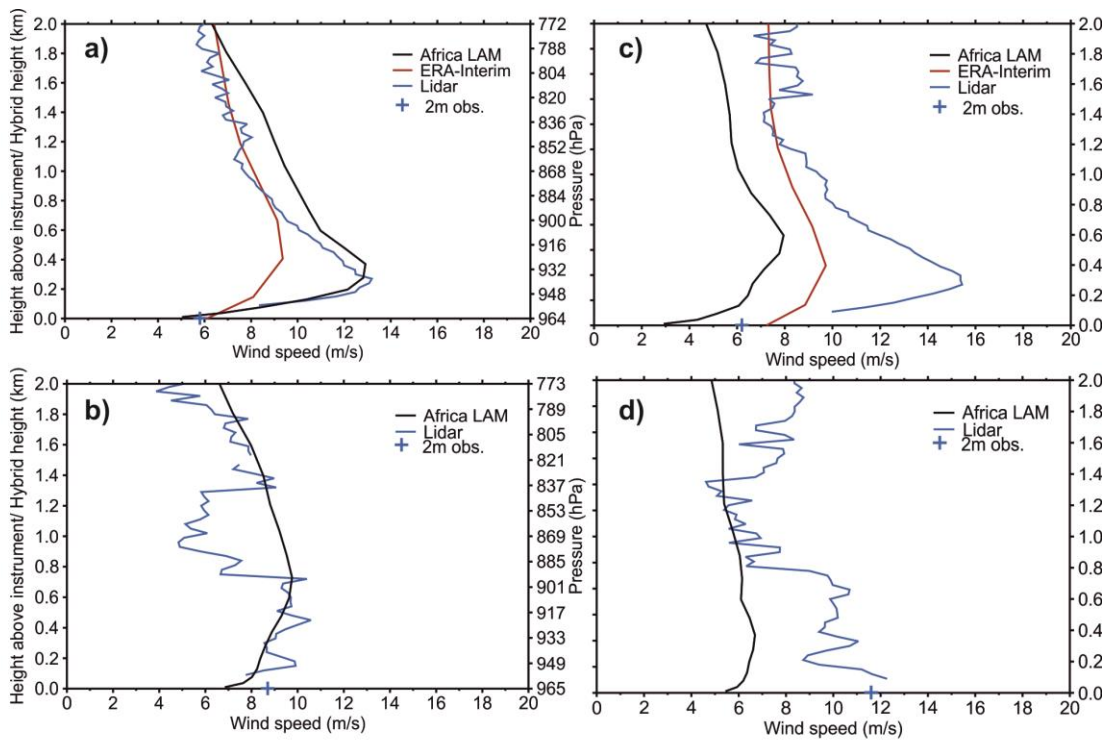 a)
Africa LAM
ERA-Interim
Lidar
2m obs.
Height above instrument/ Hybrid height (km)
2.0
1.8
1.6
1.4
1.2
1.0
0.8
0.6
0.4
0.2
0.0
772
788
804
820
836
852
868
884
900
916
932
948
964
Pressure (hPa)
0 2 4 6 8 10 12 14 16 18 20
Wind speed (m/s)
c)
Africa LAM
ERA-Interim
Lidar
2m obs.
2.0
1.8
1.6
1.4
1.2
1.0
0.8
0.6
0.4
0.2
0.0
0 2 4 6 8 10 12 14 16 18 20
Wind speed (m/s)
b)
Africa LAM
Lidar
2m obs.
Height above instrument/ Hybrid height (km)
2.0
1.8
1.6
1.4
1.2
1.0
0.8
0.6
0.4
0.2
0.0
773
789
805
821
837
853
869
885
901
917
933
949
965
Pressure (hPa)
0 2 4 6 8 10 12 14 16 18 20
Wind speed (m/s)
d)
Africa LAM
Lidar
2m obs.
2.0
1.8
1.6
1.4
1.2
1.0
0.8
0.6
0.4
0.2
0.0
0 2 4 6 8 10 12 14 16 18 20
Wind speed (m/s)